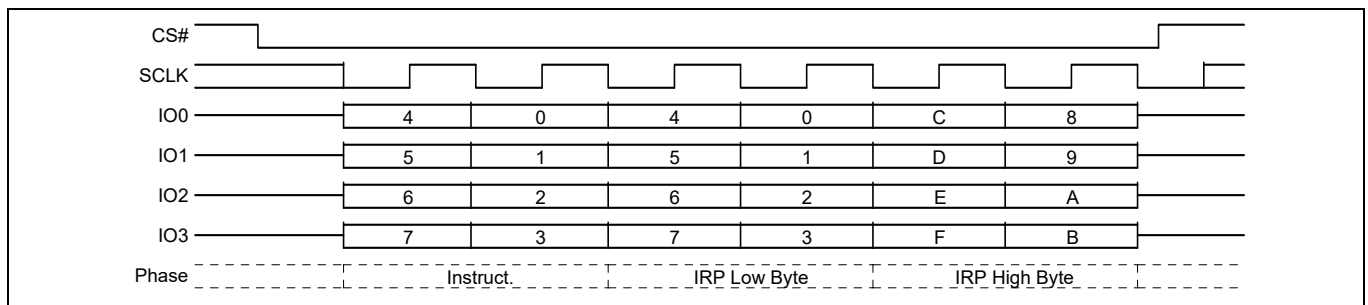 CS#
SCLK
IO0 4 0 4 0 C 8
IO1 5 1 5 1 D 9
IO2 6 2 6 2 E A
IO3 7 3 7 3 F B
Phase Instruct. IRP Low Byte IRP High Byte